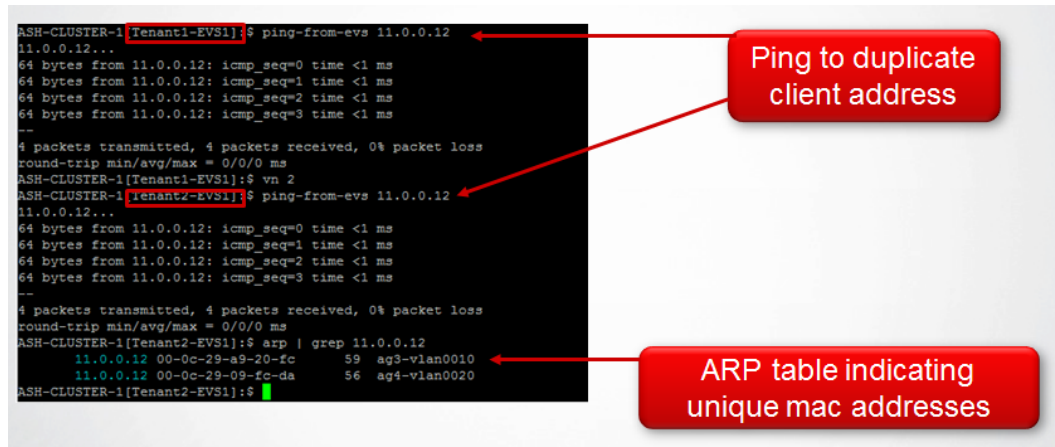 ASH-CLUSTER-1[Tenant1-EVS1]:$ ping-from-evs 11.0.0.12
11.0.0.12...
64 bytes from 11.0.0.12: icmp_seq=0 time <1 ms
64 bytes from 11.0.0.12: icmp_seq=1 time <1 ms
64 bytes from 11.0.0.12: icmp_seq=2 time <1 ms
64 bytes from 11.0.0.12: icmp_seq=3 time <1 ms
--
4 packets transmitted, 4 packets received, 0% packet loss
round-trip min/avg/max = 0/0/0 ms
ASH-CLUSTER-1[Tenant1-EVS1]:$ vn 2
ASH-CLUSTER-1[Tenant2-EVS1]:$ ping-from-evs 11.0.0.12
11.0.0.12...
64 bytes from 11.0.0.12: icmp_seq=0 time <1 ms
64 bytes from 11.0.0.12: icmp_seq=1 time <1 ms
64 bytes from 11.0.0.12: icmp_seq=2 time <1 ms
64 bytes from 11.0.0.12: icmp_seq=3 time <1 ms
--
4 packets transmitted, 4 packets received, 0% packet loss
round-trip min/avg/max = 0/0/0 ms
ASH-CLUSTER-1[Tenant2-EVS1]:$ arp | grep 11.0.0.12
11.0.0.12 00-0c-29-a9-20-fc 59 ag3-vlan0010
11.0.0.12 00-0c-29-09-fc-da 56 ag4-vlan0020
ASH-CLUSTER-1[Tenant2-EVS1]:$
Ping to duplicate
client address
ARP table indicating
unique mac addresses